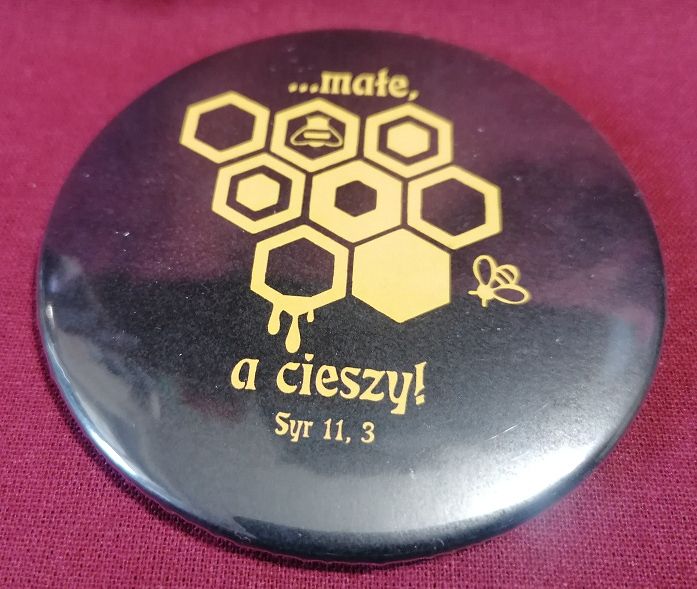 ...małe,
a cieszy!
Syr 11, 3